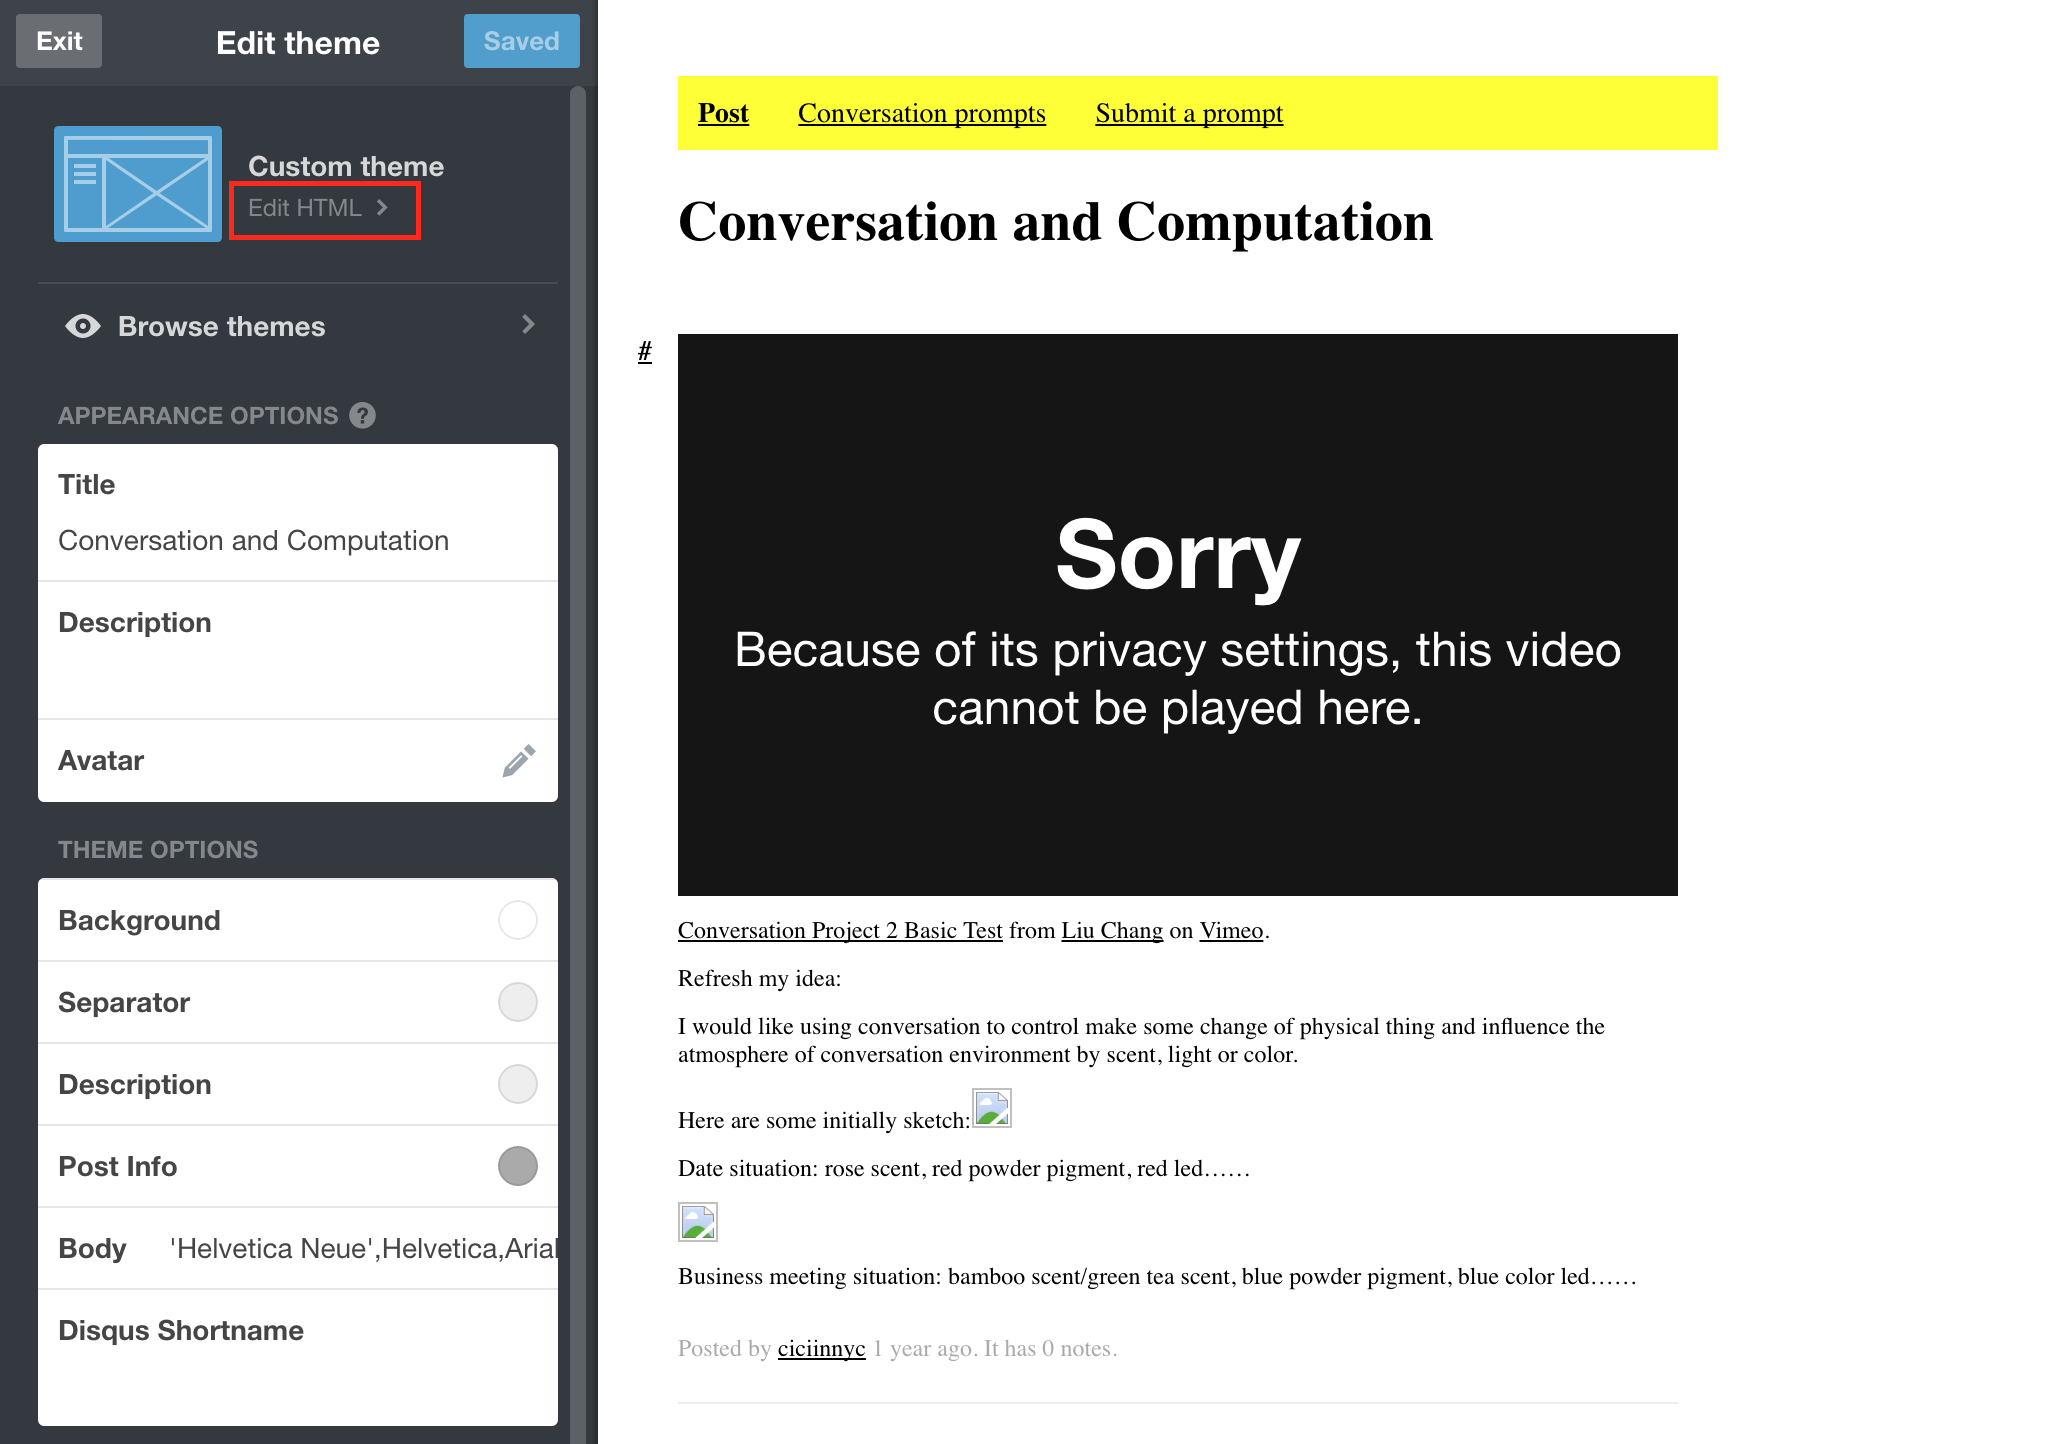 Exit
Edit theme
Saved
Custom theme
Edit HTML
Browse themes
APPEARANCE OPTIONS ?
Title
Conversation and Computation
Description
Avatar
THEME OPTIONS
Background
Separator
Description
Post Info
Body 'Helvetica Neue',Helvetica,Arial
Disqus Shortname
Post Conversation prompts Submit a prompt
Conversation and Computation
#
Sorry
Because of its privacy settings, this video
cannot be played here.
Conversation Project 2 Basic Test from Liu Chang on Vimeo.
Refresh my idea:
I would like using conversation to control make some change of physical thing and influence the
atmosphere of conversation environment by scent, light or color.
Here are some initially sketch:
Date situation: rose scent, red powder pigment, red led……
Business meeting situation: bamboo scent/green tea scent, blue powder pigment, blue color led……
Posted by ciciinnyc 1 year ago. It has 0 notes.